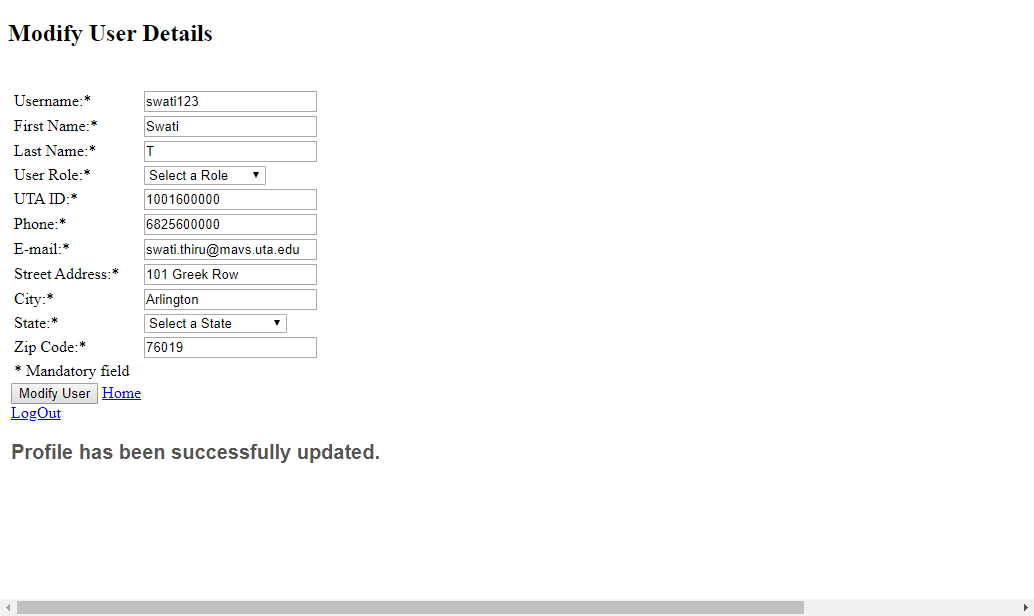 Modify User Details
Username:* swati123
First Name:* Swati
Last Name:* T
User Role:* Select a Role
UTA ID:* 1001600000
Phone:* 6825600000
E-mail:* swati.thiru@mavs.uta.edu
Street Address:* 101 Greek Row
City:* Arlington
State:* Select a State
Zip Code:* 76019
* Mandatory field
Modify User Home
LogOut
Profile has been successfully updated.